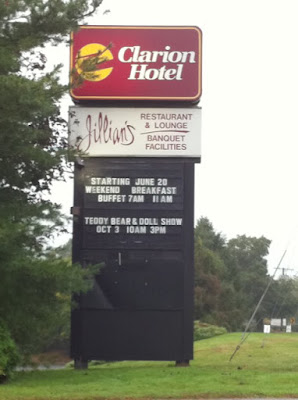 Clarion
Hotel
Jillian's
RESTAURANT
& LOUNGE
BANQUET
FACILITIES
STARTING JUNE 20
WEEKEND BREAKFAST
BUFFET 7AM 11AM
TEDDY BEAR & DOLL SHOW
OCT 3 10AM 3PM